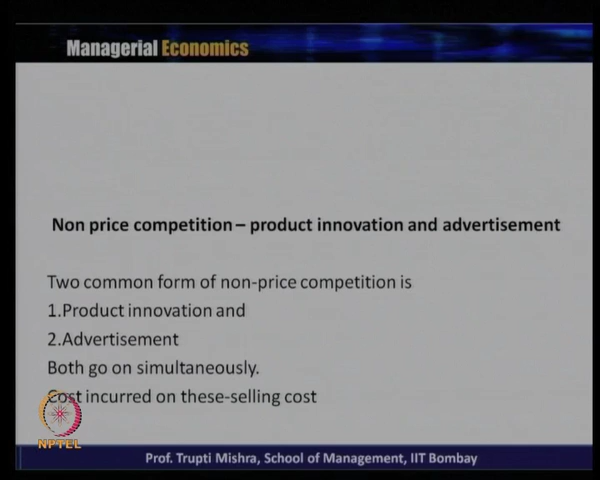 Managerial Economics
Non price competition – product innovation and advertisement
Two common form of non-price competition is
1.Product innovation and
2.Advertisement
Both go on simultaneously.
Cost incurred on these-selling cost
NPTEL
Prof. Trupti Mishra, School of Management, IIT Bombay